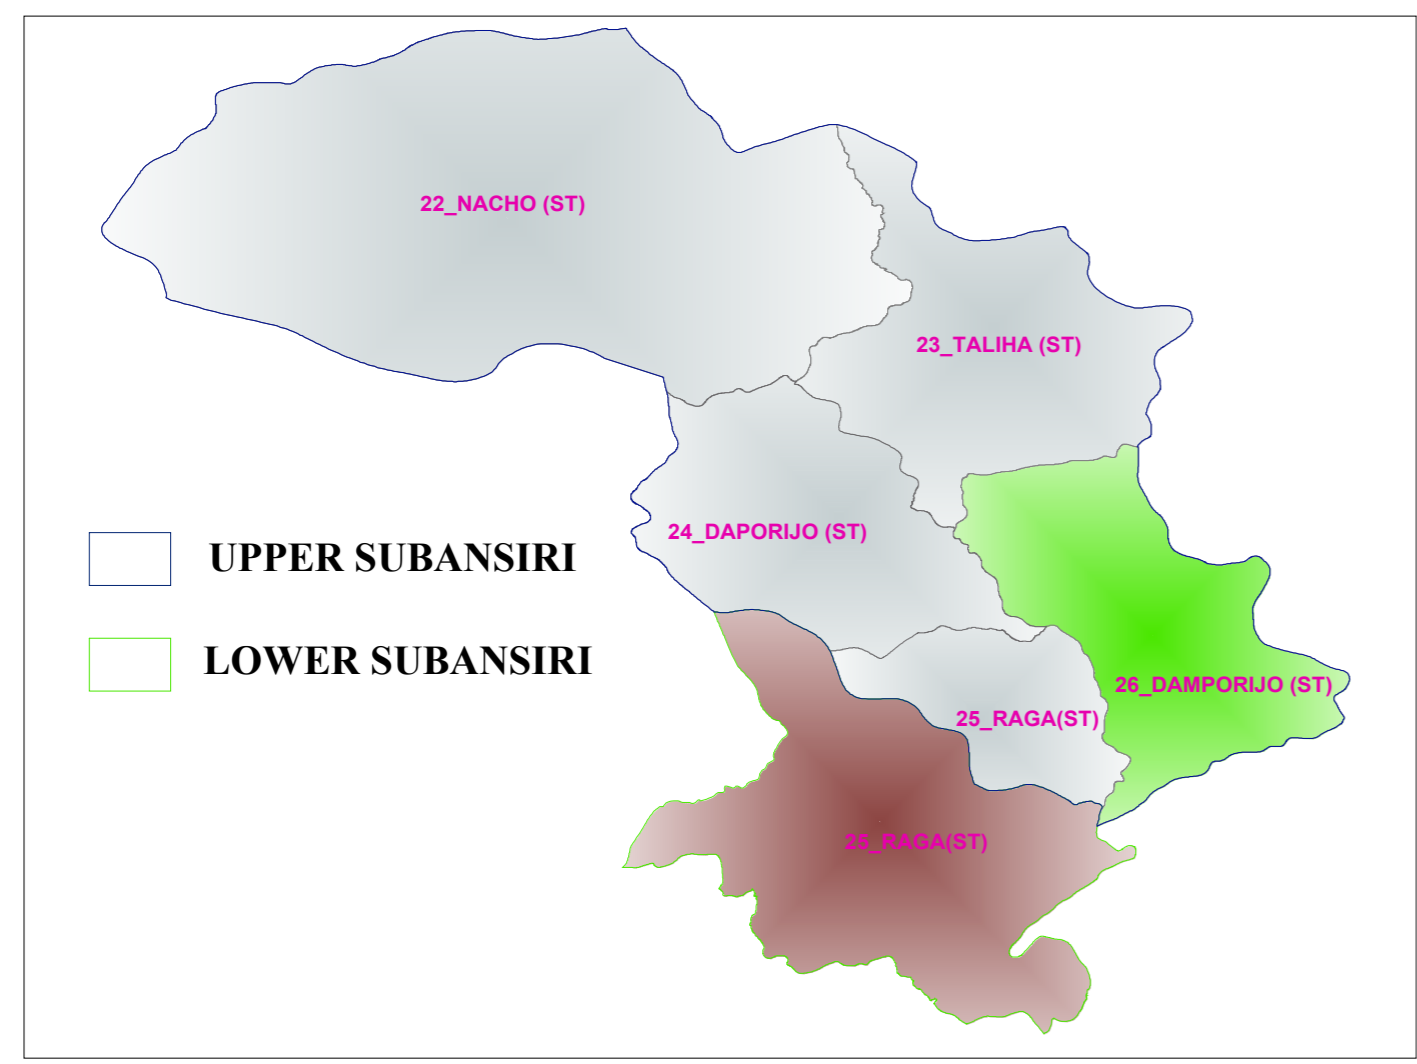 22_NACHO (ST)
23_TALIHA (ST)
24_DAPORIJO (ST)
UPPER SUBANSIRI
LOWER SUBANSIRI
26_DAMPORIJO (ST)
25_RAGA(ST)
25_RAGA(ST)